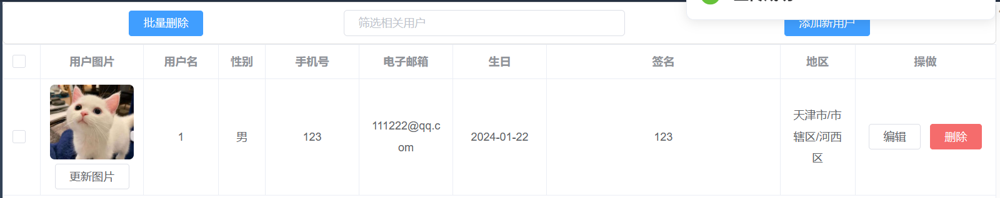 批量删除
筛选相关用户
添加新用户
用户图片
用户名
性别
手机号
电子邮箱
生日
签名
地区
操做
1
男
123
111222@qq.c
om
2024-01-22
123
天津市/市
辖区/河西
区
编辑
删除
更新图片